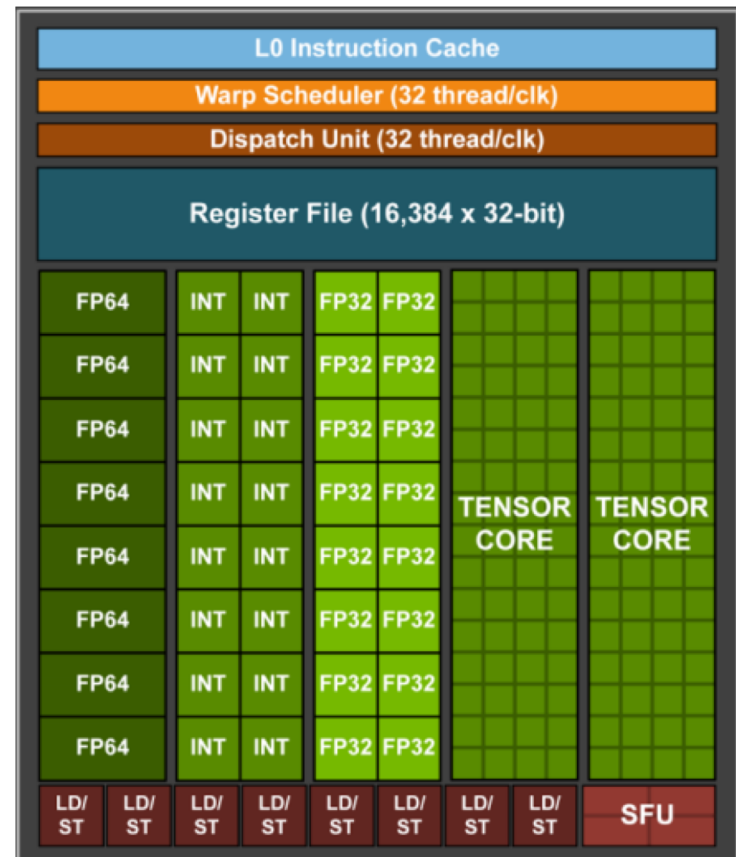 L0 Instruction Cache
Warp Scheduler (32 thread/clk)
Dispatch Unit (32 thread/clk)
Register File (16,384 x 32-bit)
FP64 INT INT FP32 FP32
FP64 INT INT FP32 FP32
FP64 INT INT FP32 FP32
FP64 INT INT FP32 FP32
TENSOR CORE TENSOR CORE
FP64 INT INT FP32 FP32
FP64 INT INT FP32 FP32
FP64 INT INT FP32 FP32
FP64 INT INT FP32 FP32
LD/ST LD/ST LD/ST LD/ST LD/ST LD/ST LD/ST LD/ST SFU